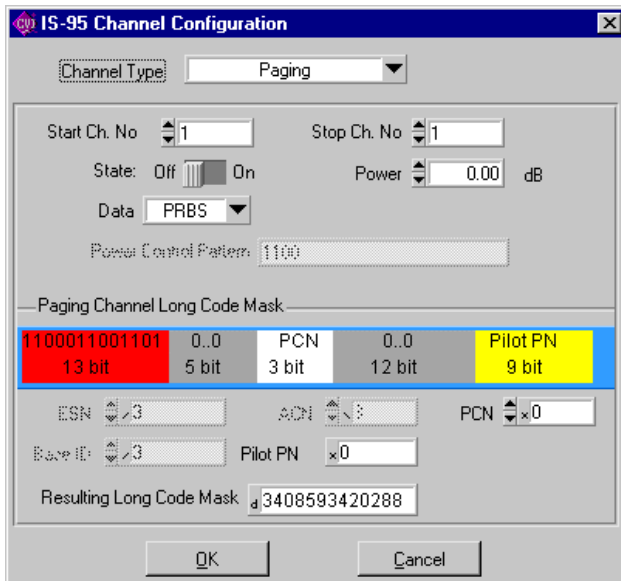 CVI IS-95 Channel Configuration
Channel Type Paging
Start Ch. No 1 Stop Ch. No 1
State: Off On Power 0.00 dB
Data PRBS
Power Control Pattern 1100
Paging Channel Long Code Mask
1100011001101 0..0 PCN 0..0 Pilot PN
13 bit 5 bit 3 bit 12 bit 9 bit
ESN ACN PCN x0
Base ID Pilot PN x0
Resulting Long Code Mask d 3408593420288
OK Cancel